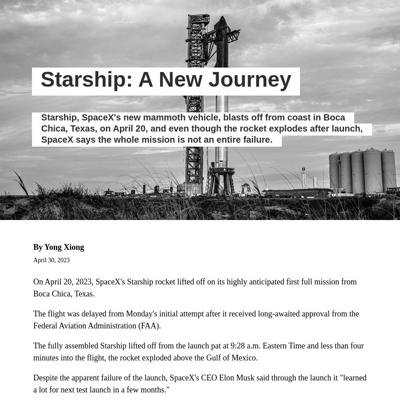 Starship: A New Journey
Starship, SpaceX's new mammoth vehicle, blasts off from coast in Boca
Chica, Texas, on April 20, and even though the rocket explodes after launch,
SpaceX says the whole mission is not an entire failure.
By Yong Xiong
April 30, 2023
On April 20, 2023, SpaceX's Starship rocket lifted off on its highly anticipated first full mission from
Boca Chica, Texas.
The flight was delayed from Monday's initial attempt after it received long-awaited approval from the
Federal Aviation Administration (FAA).
The fully assembled Starship lifted off from the launch pat at 9:28 a.m. Eastern Time and less than four
minutes into the flight, the rocket exploded above the Gulf of Mexico.
Despite the apparent failure of the launch, SpaceX's CEO Elon Musk said through the launch it "learned
a lot for next test launch in a few months."